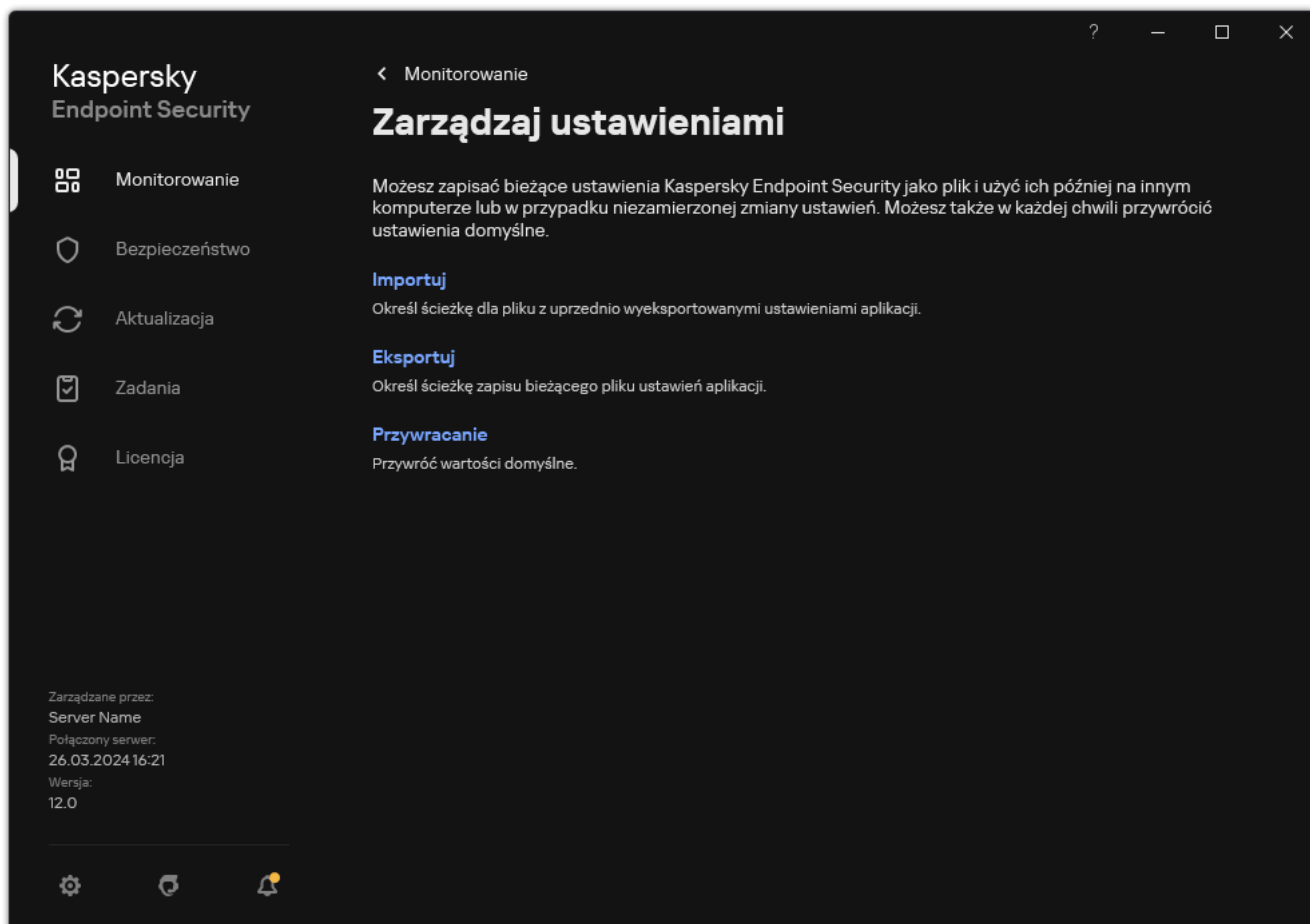 ?
Kaspersky
Endpoint Security
Monitorowanie
Bezpieczeństwo
Aktualizacja
Zadania
Licencja
Zarządzane przez:
Server Name
Połączony serwer:
26.03.2024 16:21
Wersja:
12.0
Monitorowanie
Zarządzaj ustawieniami
Możesz zapisać bieżące ustawienia Kaspersky Endpoint Security jako plik i użyć ich później na innym
komputerze lub w przypadku niezamierzonej zmiany ustawień. Możesz także w każdej chwili przywrócić
ustawienia domyślne.
Importuj
Określ ścieżkę dla pliku z uprzednio wyeksportowanymi ustawieniami aplikacji.
Eksportuj
Określ ścieżkę zapisu bieżącego pliku ustawień aplikacji.
Przywracanie
Przywróć wartości domyślne.